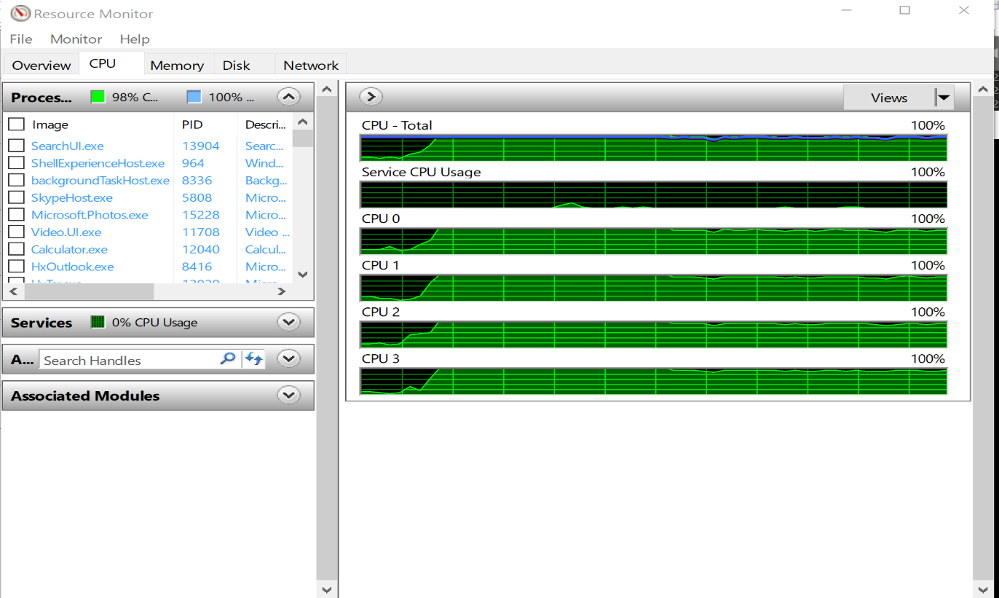 Resource Monitor
File Monitor Help
Overview CPU Memory Disk Network
Proces... 98% C... 100% ...
Image PID Descri...
SearchUI.exe 13904 Searc...
ShellExperienceHost.exe 964 Wind...
backgroundTaskHost.exe 8336 Backg...
SkypeHost.exe 5808 Micro...
Microsoft.Photos.exe 15228 Micro...
Video.UI.exe 11708 Video ...
Calculator.exe 12040 Calcul...
HxOutlook.exe 8416 Micro...
Services 0% CPU Usage
A... Search Handles
Associated Modules
Views
CPU - Total 100%
Service CPU Usage 100%
CPU 0 100%
CPU 1 100%
CPU 2 100%
CPU 3 100%